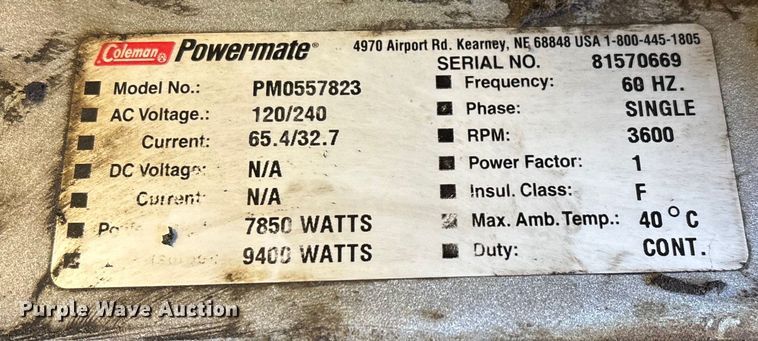 Coleman® Powermate® 4970 Airport Rd. Kearney, NE 68848 USA 1-800-445-1805
SERIAL NO. 81570669
Model No.: PM0557823
AC Voltage.: 120/240
Current: 65.4/32.7
DC Voltage: N/A
Current: N/A
7850 WATTS
9400 WATTS
Frequency: 60 HZ.
Phase: SINGLE
RPM: 3600
Power Factor: 1
Insul. Class: F
Max. Amb. Temp.: 40° C
Duty: CONT.
Purple Wave Auction